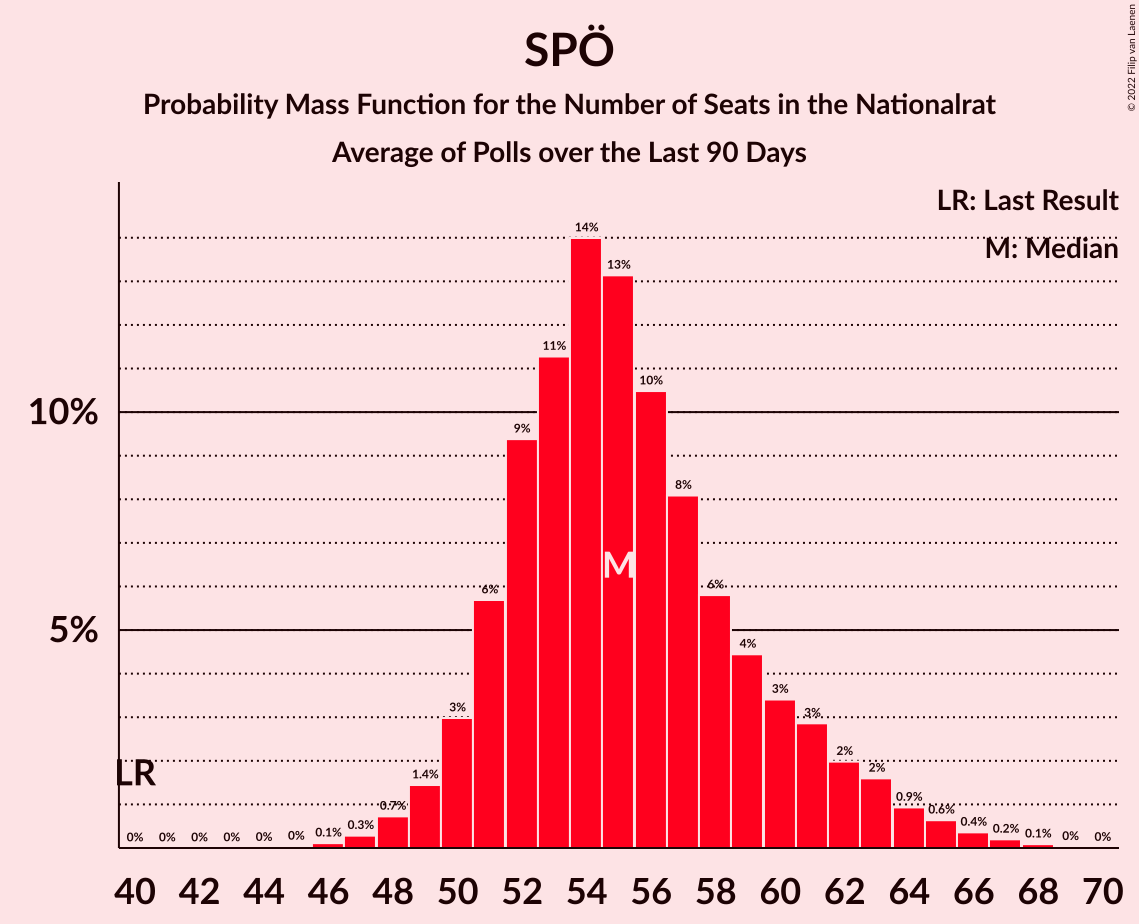 SPÖ
Probability Mass Function for the Number of Seats in the Nationalrat
Average of Polls over the Last 90 Days
© 2022 Filip van Laenen
LR: Last Result
M: Median
10%
5%
LR
M
0% 0% 0% 0% 0% 0% 0.1% 0.3% 0.7% 1.4% 3% 6% 9% 11% 14% 13% 10% 8% 6% 4% 3% 3% 2% 2% 0.9% 0.6% 0.4% 0.2% 0.1% 0% 0%
40 42 44 46 48 50 52 54 56 58 60 62 64 66 68 70